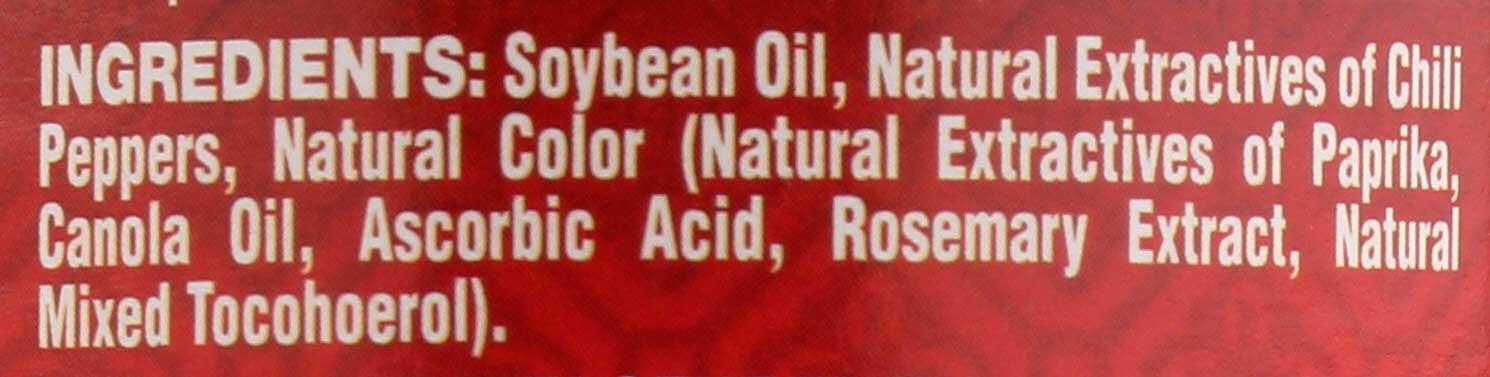 INGREDIENTS: Soybean Oil, Natural Extractives of Chili
Peppers, Natural Color (Natural Extractives of Paprika,
Canola Oil, Ascorbic Acid, Rosemary Extract, Natural
Mixed Tocohoerol).